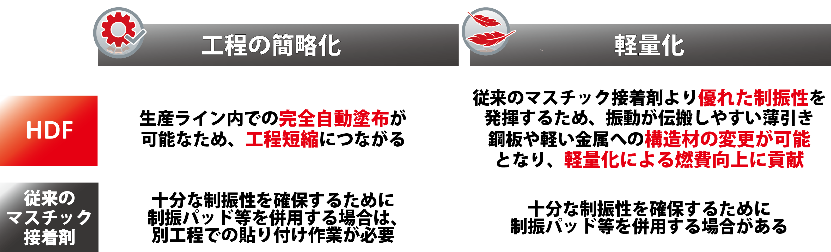 工程の簡略化
軽量化
HDF
生産ライン内での完全自動塗布が
可能なため、工程短縮につながる
従来のマスチック接着剤より優れた制振性を
発揮するため、振動が伝搬しやすい薄引き
鋼板や軽い金属への構造材の変更が可能
となり、軽量化による燃費向上に貢献
従来の
マスチック
接着剤
十分な制振性を確保するために
制振パッド等を併用する場合は、
別工程での貼り付け作業が必要
十分な制振性を確保するために
制振パッド等を併用する場合がある